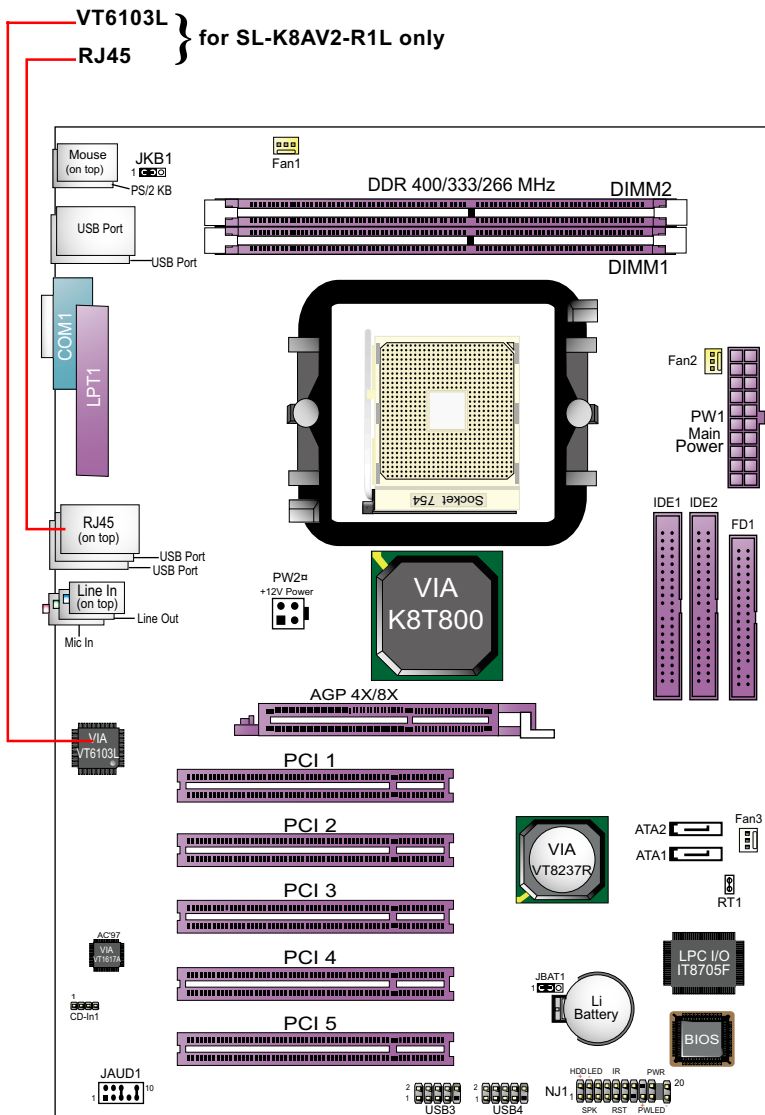 VT6103L
} for SL-K8AV2-R1L only
RJ45
Mouse
(on top)
JKB1
1
PS/2 KB
Fan1
DDR 400/333/266 MHz
DIMM2
DIMM1
USB Port
USB Port
COM1
LPT1
Socket 754
Fan2
PW1
Main
Power
IDE1
IDE2
FD1
RJ45
(on top)
USB Port
USB Port
Line In
(on top)
Line Out
Mic In
PW2¤
+12V Power
VIA
K8T800
AGP 4X/8X
VIA
VT6103L
PCI 1
PCI 2
PCI 3
PCI 4
PCI 5
VIA
VT8237R
ATA2
ATA1
Fan3
RT1
AC'97
VIA
VT1617A
1
CD-In1
JAUD1
1
10
JBAT1
1
Li
Battery
LPC I/O
IT8705F
BIOS
2
1
USB3
2
1
USB4
HDDLED
IR
PWR
+
-
NJ1
1
20
SPK
RST
+
PWLED